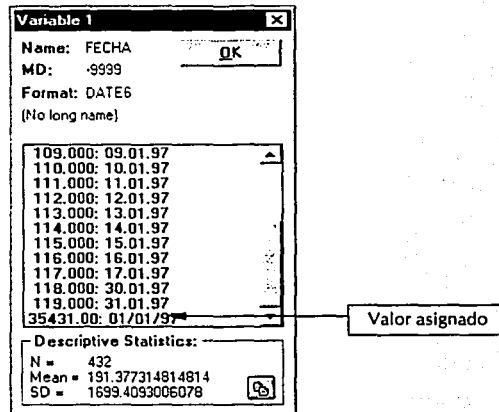 Variable 1
Name: FECHA
OK
MD: -9999
Format: DATE6
(No long name)
109.000: 09.01.97
110.000: 10.01.97
111.000: 11.01.97
112.000: 12.01.97
113.000: 13.01.97
114.000: 14.01.97
115.000: 15.01.97
116.000: 16.01.97
117.000: 17.01.97
118.000: 30.01.97
119.000: 31.01.97
35431.00: 01/01/97
Valor asignado
Descriptive Statistics:
N = 432
Mean = 191.377314814814
SD = 1699.4093006078